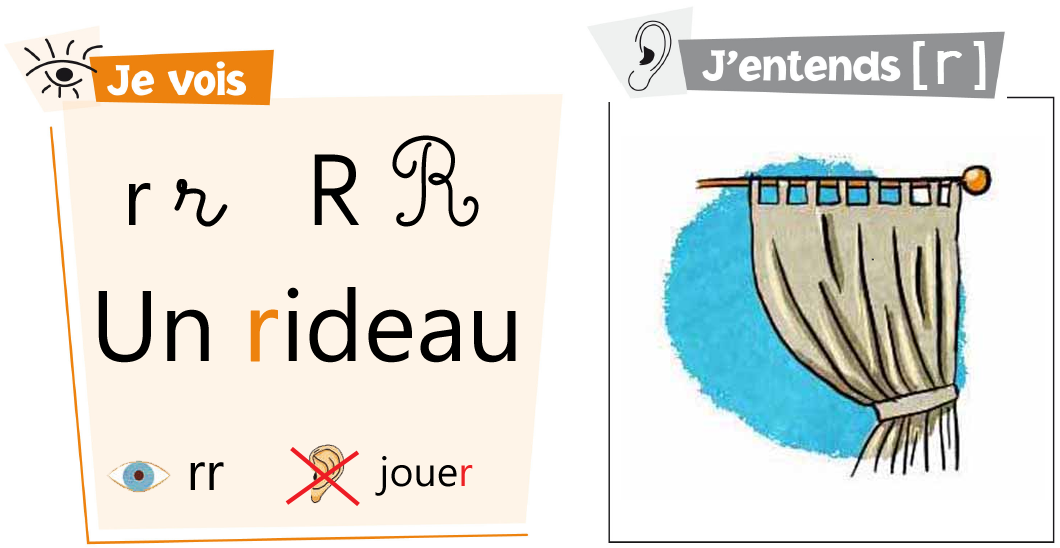 Je vois
r r R R
Un rideau
rr jouer
J'entends [r]